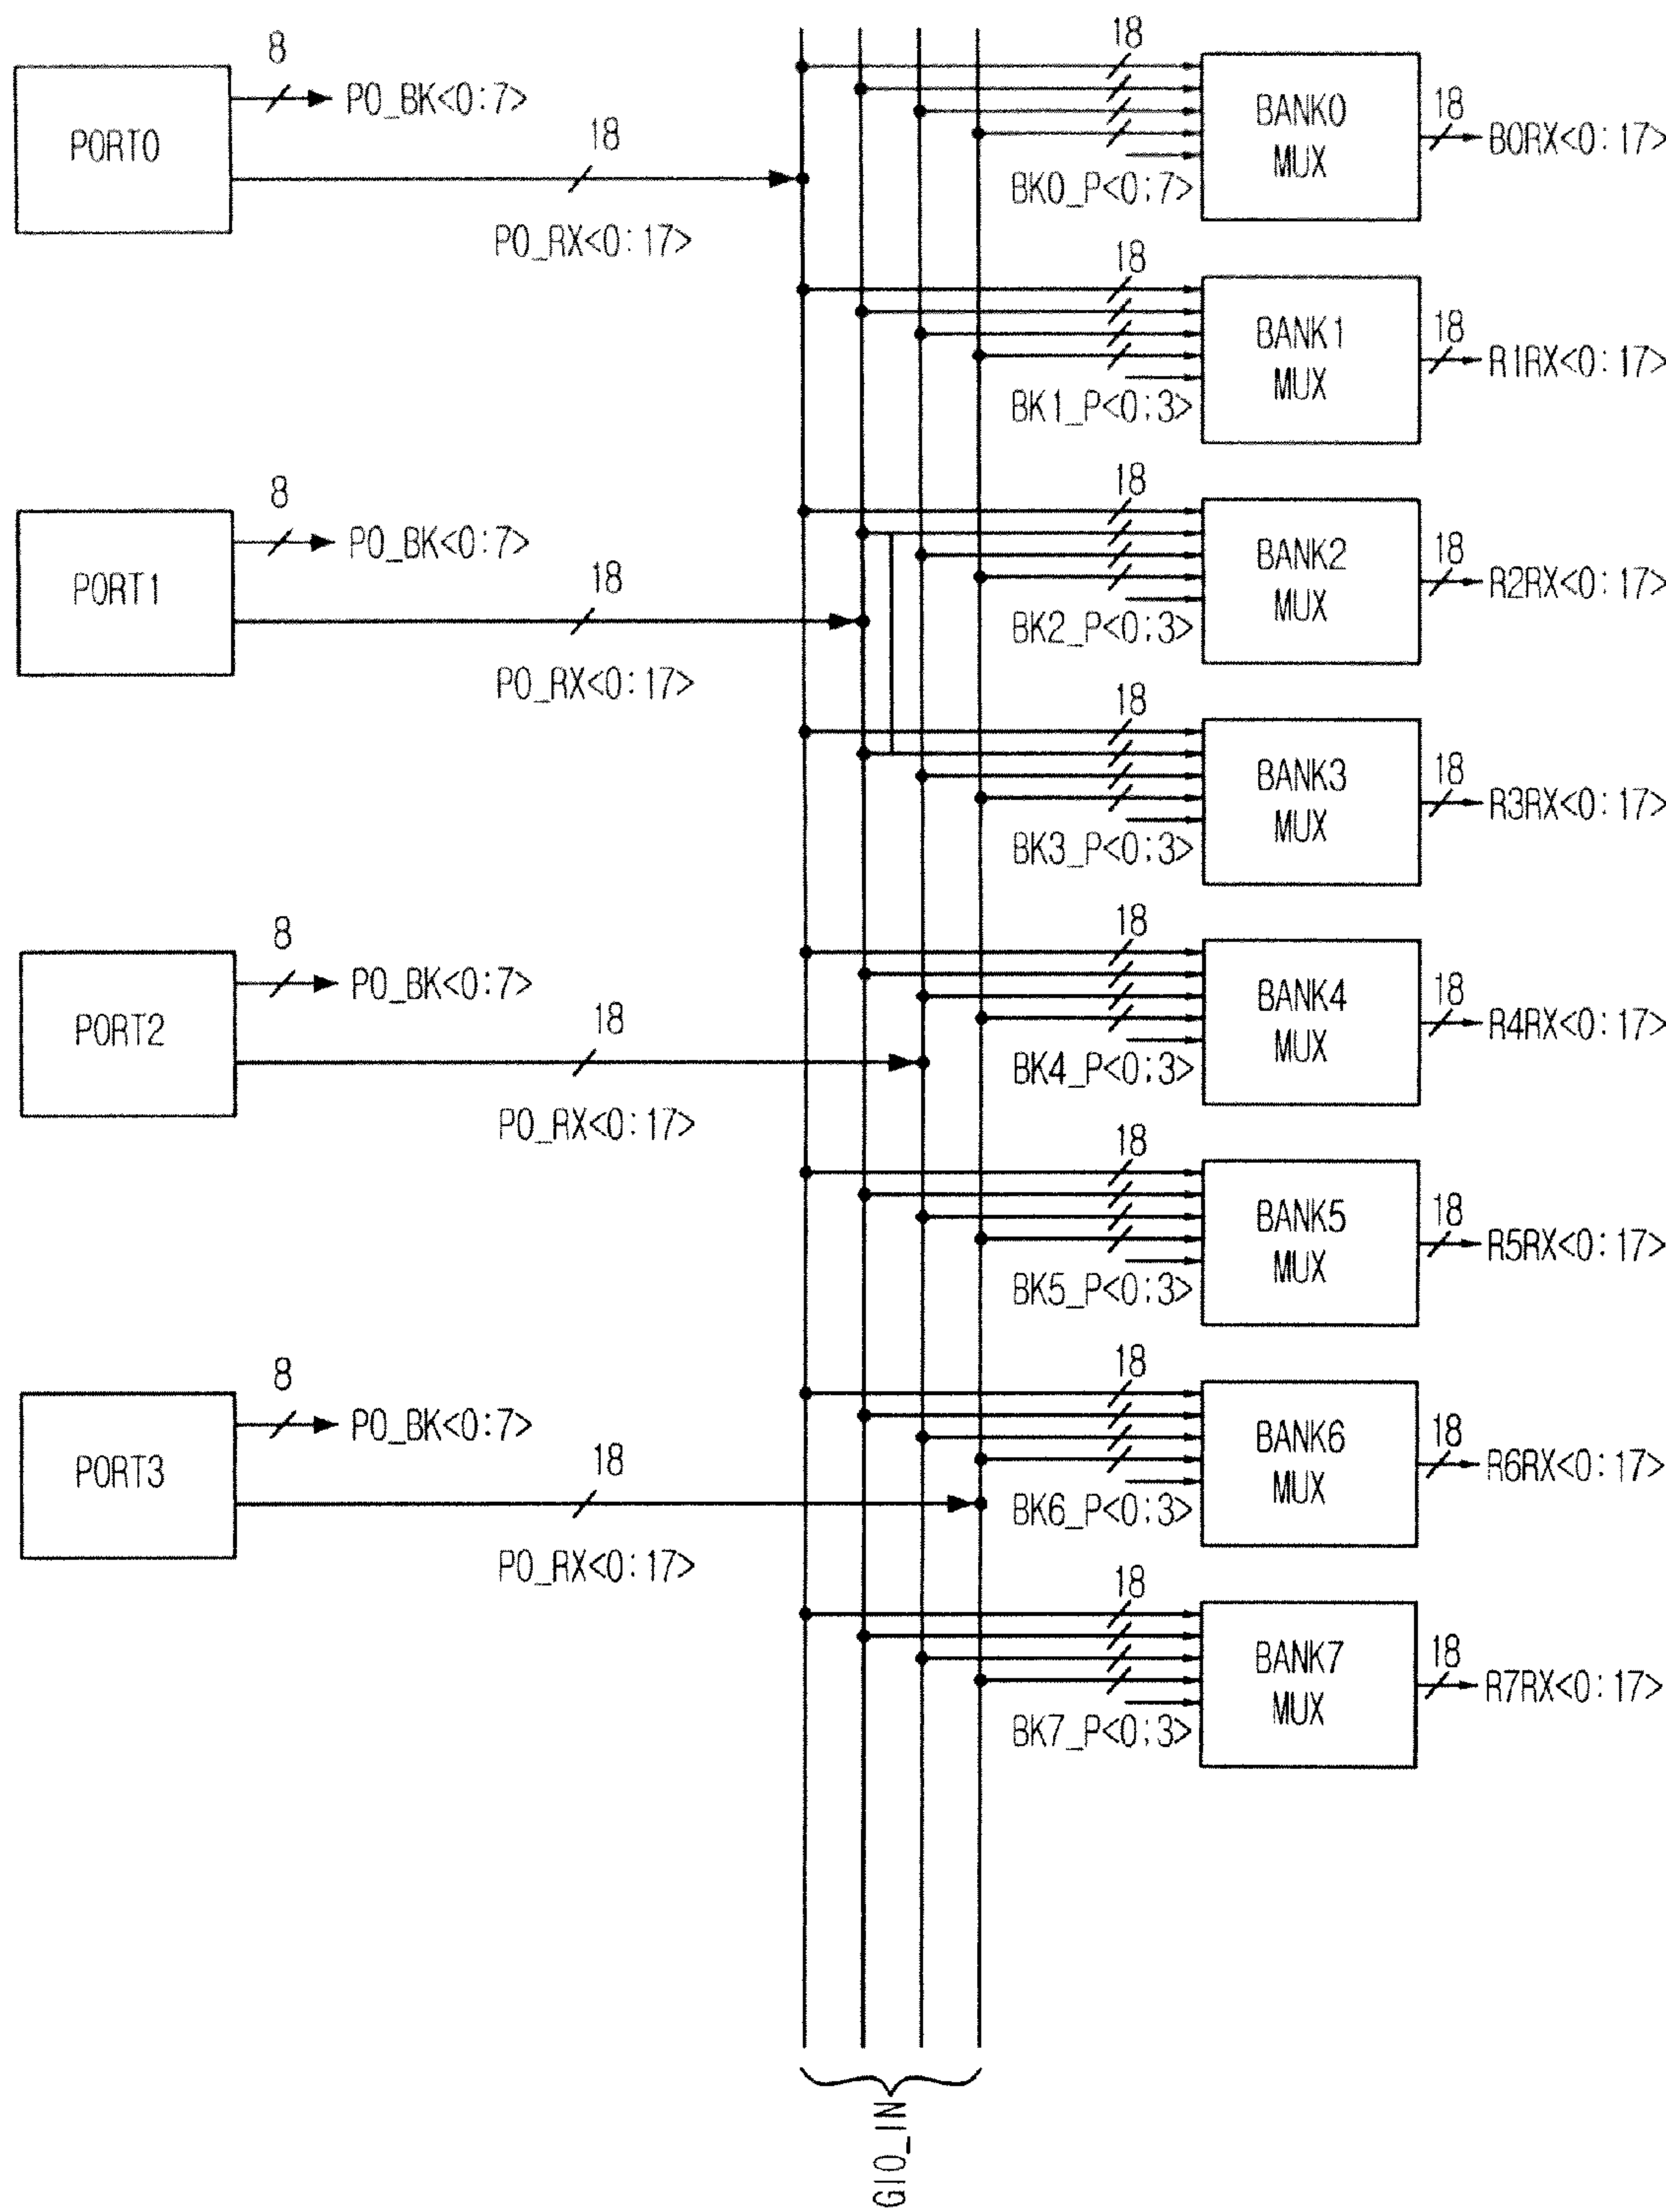 8
P0_BK<0:7>
PORT0
18
P0_RX<0:17>
18
BANK0
MUX
BK0_P<0:7>
18
B0RX<0:17>
18
BANK1
MUX
BK1_P<0:3>
18
R1RX<0:17>
8
P0_BK<0:7>
PORT1
18
P0_RX<0:17>
18
BANK2
MUX
BK2_P<0:3>
18
R2RX<0:17>
18
BANK3
MUX
BK3_P<0:3>
18
R3RX<0:17>
8
P0_BK<0:7>
PORT2
18
P0_RX<0:17>
18
BANK4
MUX
BK4_P<0:3>
18
R4RX<0:17>
18
BANK5
MUX
BK5_P<0:3>
18
R5RX<0:17>
8
P0_BK<0:7>
PORT3
18
P0_RX<0:17>
18
BANK6
MUX
BK6_P<0:3>
18
R6RX<0:17>
18
BANK7
MUX
BK7_P<0:3>
18
R7RX<0:17>
GIO_IN